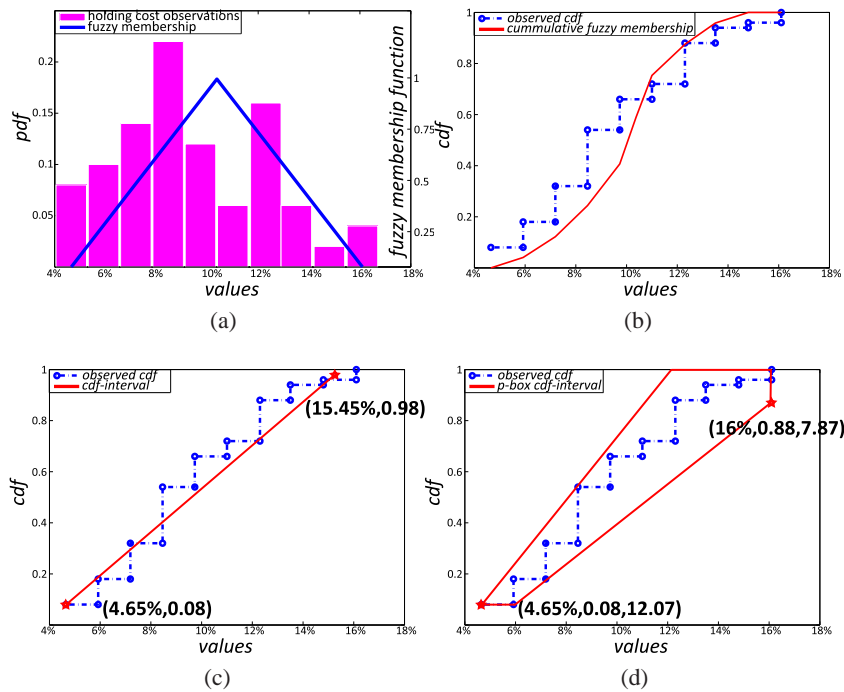 holding cost observations
fuzzy membership
pdf
0.2
0.15
0.1
0.05
1
0.75
0.5
0.25
fuzzy membership function
4% 6% 8% 10% 12% 14% 16% 18%
values
(a)
observed cdf
cummulative fuzzy membership
cdf
1
0.8
0.6
0.4
0.2
4% 6% 8% 10% 12% 14% 16% 18%
values
(b)
observed cdf
cdf-interval
cdf
1
0.8
0.6
0.4
0.2
(15.45%,0.98)
(4.65%,0.08)
4% 6% 8% 10% 12% 14% 16% 18%
values
(c)
observed cdf
p-box cdf-interval
cdf
1
0.8
0.6
0.4
0.2
(16%,0.88,7.87)
(4.65%,0.08,12.07)
4% 6% 8% 10% 12% 14% 16% 18%
values
(d)